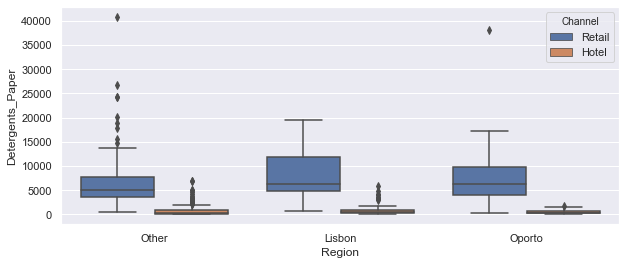 40000
35000
30000
25000
20000
15000
10000
5000
0
Detergents_Paper
Channel
Retail
Hotel
Other Lisbon Oporto
Region